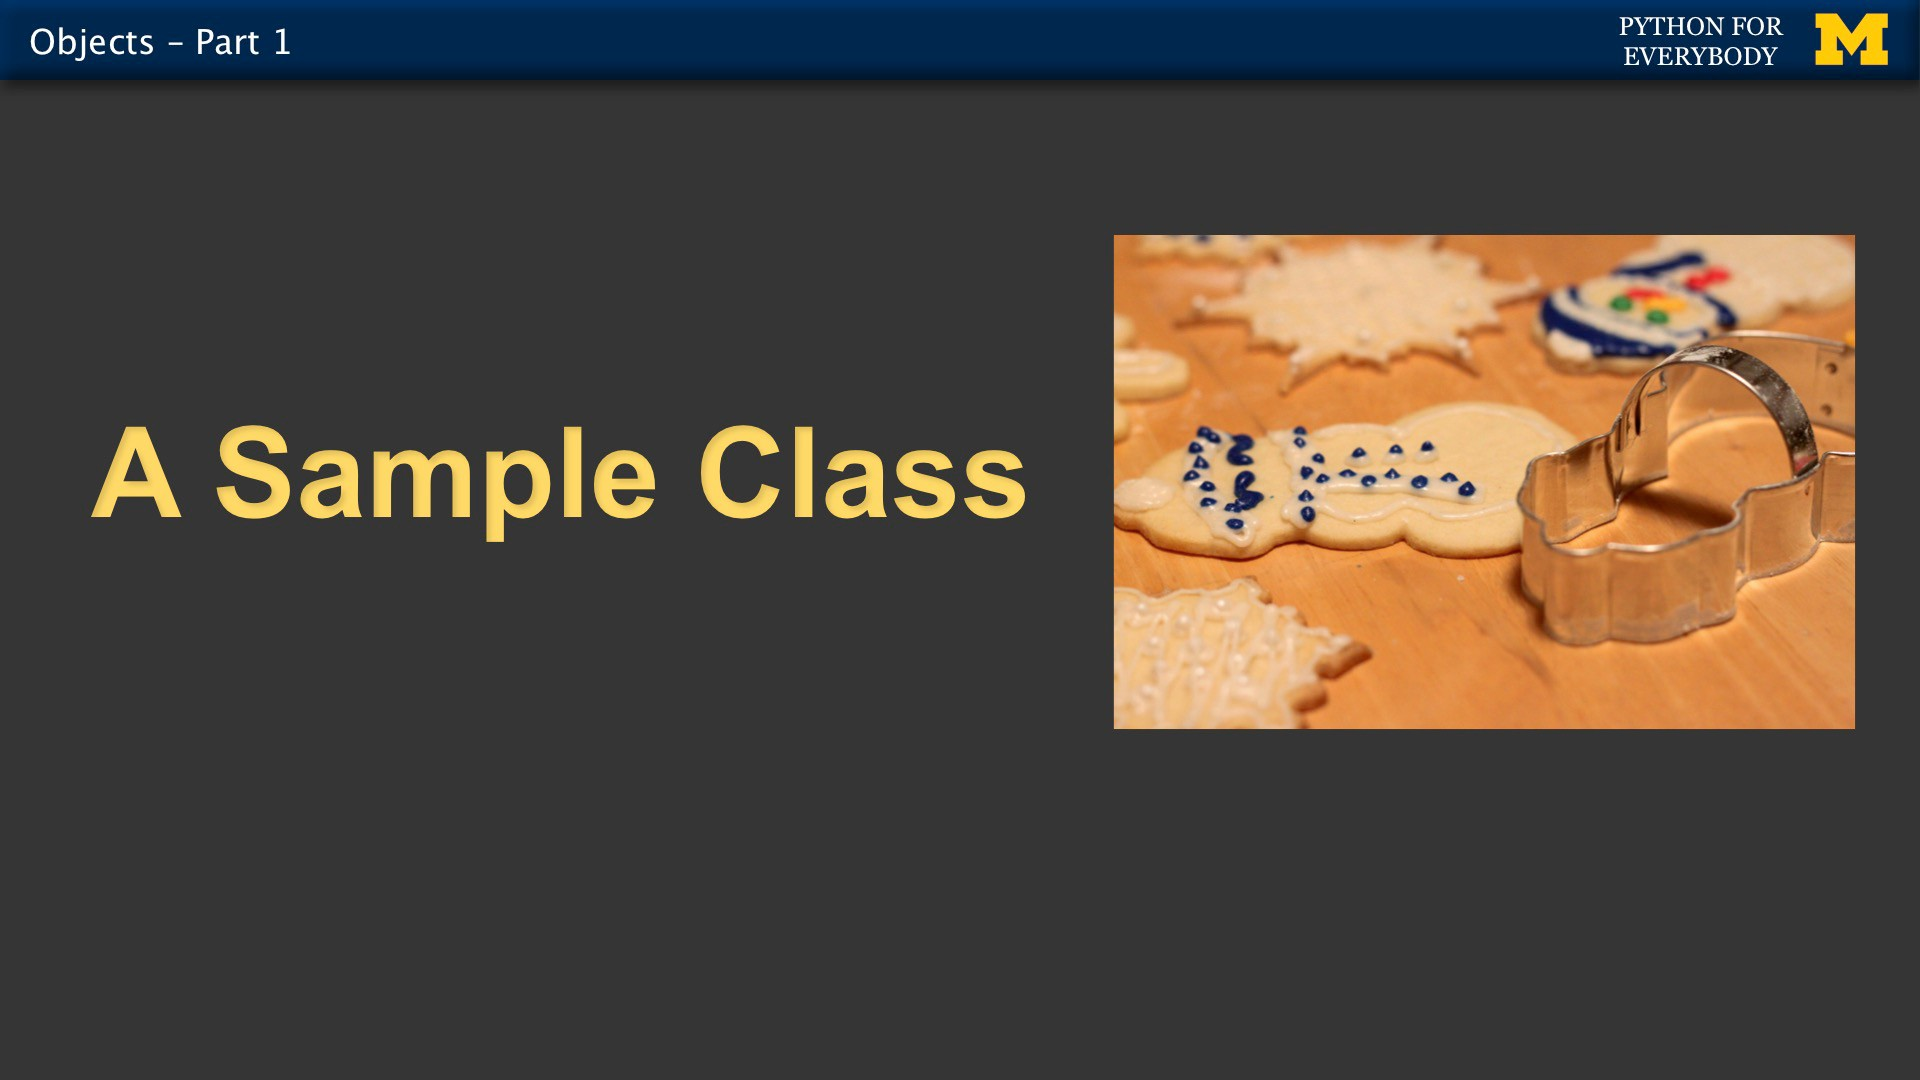 Objects – Part 1
PYTHON FOR
EVERYBODY
M
A Sample Class